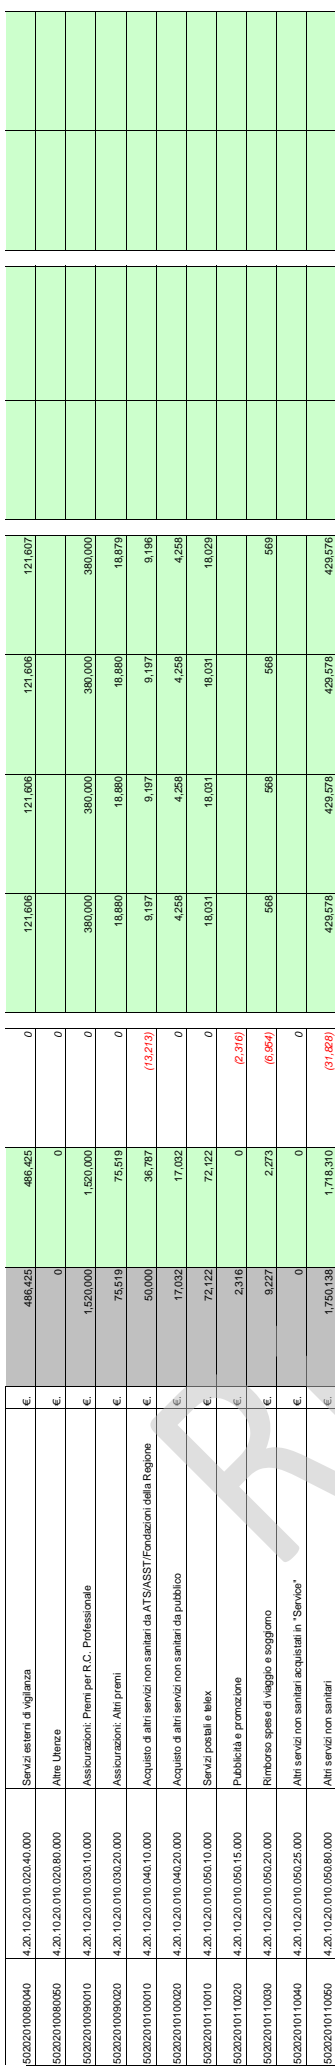 50202010080040 4.20.10.20.010.020.40.000 Servizi esterni di vigilanza €. 486,425 486,425 0 121,606 121,606 121,606 121,607
50202010080050 4.20.10.20.010.020.80.000 Altre Utenze €. 0 0 0
50202010090010 4.20.10.20.010.030.10.000 Assicurazioni: Premi per R.C. Professionale €. 1,520,000 1,520,000 0 380,000 380,000 380,000 380,000
50202010090020 4.20.10.20.010.030.20.000 Assicurazioni: Altri premi €. 75,519 75,519 0 18,880 18,880 18,880 18,879
50202010100010 4.20.10.20.010.040.10.000 Acquisto di altri servizi non sanitari da ATS/ASST/Fondazioni della Regione €. 50,000 36,787 (13,213) 9,197 9,197 9,197 9,196
50202010100020 4.20.10.20.010.040.20.000 Acquisto di altri servizi non sanitari da pubblico €. 17,032 17,032 0 4,258 4,258 4,258 4,258
50202010110010 4.20.10.20.010.050.10.000 Servizi postali e telex €. 72,122 72,122 0 18,031 18,031 18,031 18,029
50202010110020 4.20.10.20.010.050.15.000 Pubblicità e promozione €. 2,316 0 (2,316)
50202010110030 4.20.10.20.010.050.20.000 Rimborso spese di viaggio e soggiorno €. 9,227 2,273 (6,954) 568 568 568 569
50202010110040 4.20.10.20.010.050.25.000 Altri servizi non sanitari acquistati in "Service" €. 0 0 0
50202010110050 4.20.10.20.010.050.80.000 Altri servizi non sanitari €. 1,750,138 1,718,310 (31,828) 429,578 429,578 429,578 429,576